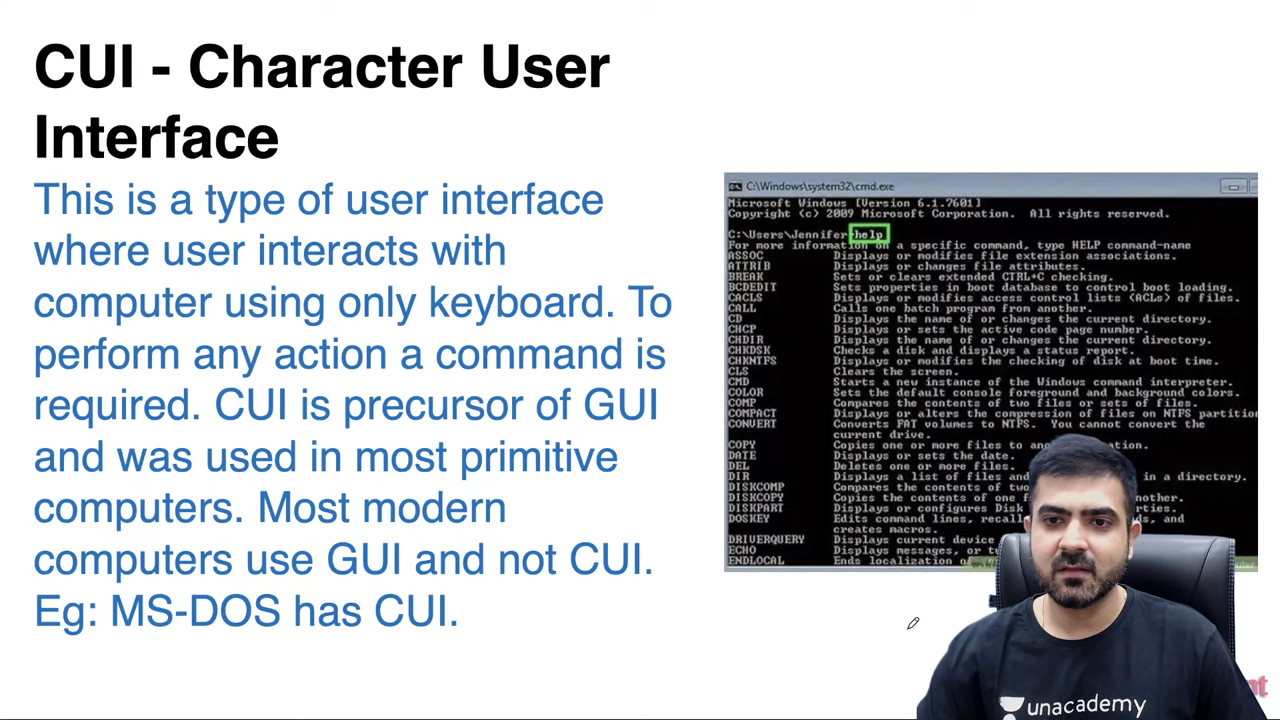 CUI - Character User
Interface
This is a type of user interface
where user interacts with
computer using only keyboard. To
perform any action a command is
required. CUI is precursor of GUI
and was used in most primitive
computers. Most modern
computers use GUI and not CUI.
Eg: MS-DOS has CUI.
C:\Windows\system32\cmd.exe
Microsoft Windows [Version 6.1.7601]
Copyright (c) 2009 Microsoft Corporation. All rights reserved.
C:\Users\Jennifer>help
For more information on a specific command, type HELP command-name
ASSOC Displays or modifies file extension associations.
ATTRIB Displays or changes file attributes.
BREAK Sets or clears extended CTRL+C checking.
BCDEDIT Sets properties in boot database to control boot loading.
CACLS Displays or modifies access control lists (ACLs) of files.
CALL Calls one batch program from another.
CD Displays the name of or changes the current directory.
CHCP Displays or sets the active code page number.
CHDIR Displays the name of or changes the current directory.
CHKDSK Checks a disk and displays a status report.
CHKNTFS Displays or modifies the checking of disk at boot time.
CLS Clears the screen.
CMD Starts a new instance of the Windows command interpreter.
COLOR Sets the default console foreground and background colors.
COMP Compares the contents of two files or sets of files.
COMPACT Displays or alters the compression of files on NTFS partition
CONVERT Converts FAT volumes to NTFS. You cannot convert the
current drive.
COPY Copies one or more files to another location.
DATE Displays or sets the date.
DEL Deletes one or more files.
DIR Displays a list of files and in a directory.
DISKCOMP Compares the contents of two
DISKCOPY Copies the contents of one another.
DISKPART Displays or configures Disk
DOSKEY Edits command lines, and
creates macros.
DRIVERQUERY Displays current device
ECHO Displays messages, or
ENDLOCAL Ends localization
unacademy